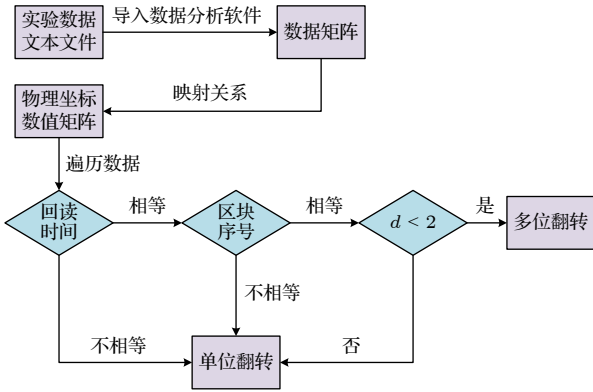 实验数据
文本文件
导入数据分析软件
数据矩阵
映射关系
物理坐标
数值矩阵
遍历数据
回读
时间
相等
区块
序号
相等
d < 2
是
多位翻转
不相等
不相等
否
单位翻转